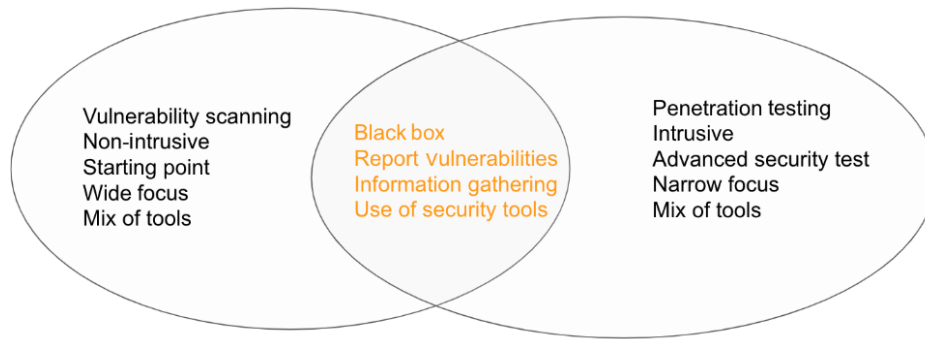 Vulnerability scanning
Non-intrusive
Starting point
Wide focus
Mix of tools
Black box
Report vulnerabilities
Information gathering
Use of security tools
Penetration testing
Intrusive
Advanced security test
Narrow focus
Mix of tools